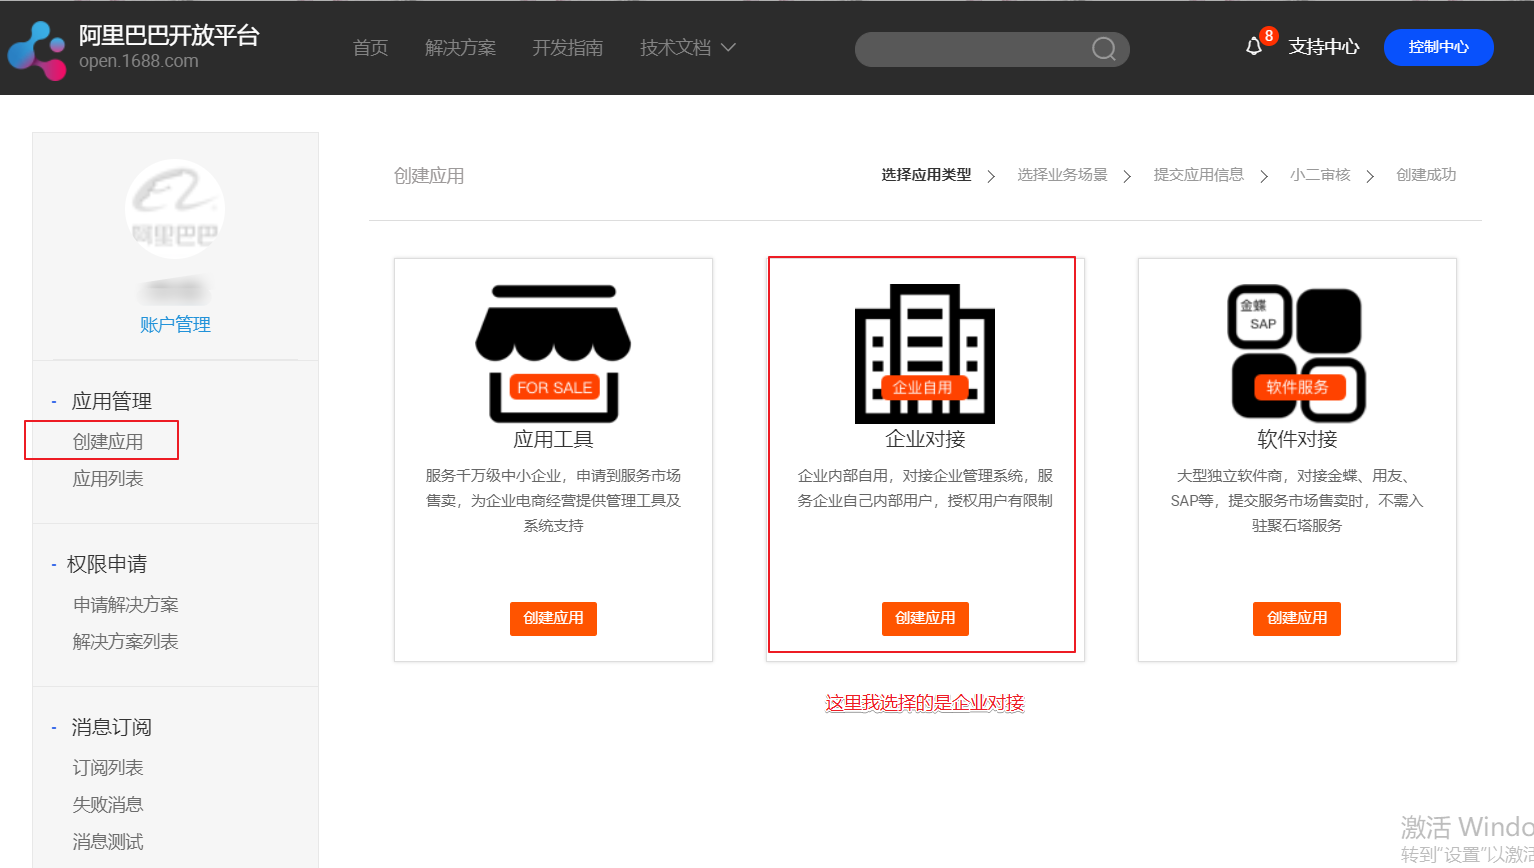 阿里巴巴开放平台
open.1688.com
首页
解决方案
开发指南
技术文档
8
支持中心
控制中心
阿里巴巴
账户管理
- 应用管理
创建应用
应用列表
- 权限申请
申请解决方案
解决方案列表
- 消息订阅
订阅列表
失败消息
消息测试
创建应用
选择应用类型
选择业务场景
提交应用信息
小二审核
创建成功
FOR SALE
应用工具
服务千万级中小企业，申请到服务市场
售卖，为企业电商经营提供管理工具及
系统支持
创建应用
企业自用
企业对接
企业内部自用，对接企业管理系统，服
务企业自己内部用户，授权用户有限制
创建应用
金蝶
SAP
软件服务
软件对接
大型独立软件商，对接金蝶、用友、
SAP等，提交服务市场售卖时，不需入
驻聚石塔服务
创建应用
这里我选择的是企业对接
激活 Windo
转到"设置"以激活